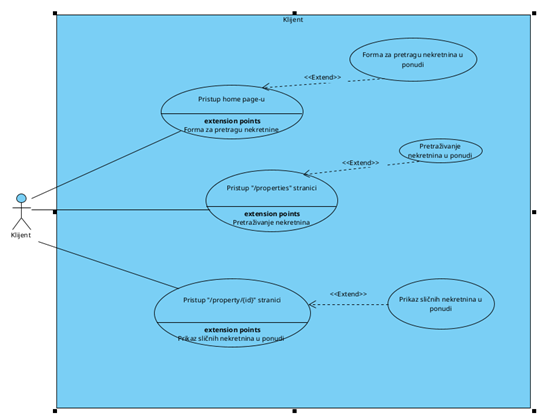 Klijent
Forma za pretragu nekretnina u
ponudi
<<Extend>>
Pristup home page-u
extension points
Forma za pretragu nekretnine
Pretraživanje
nekretnina u ponudi
<<Extend>>
Pristup "/properties" stranici
extension points
Pretraživanje nekretnina
Klijent
<<Extend>>
Pristup "/property/{id}" stranici
extension points
Prikaz sličnih nekretnina u ponudi
Prikaz sličnih nekretnina u
ponudi